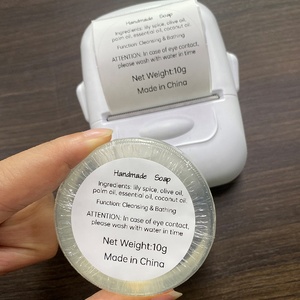 Handmade Soap
Ingredients: lily spice, olive oil,
palm oil, essential oil, coconut oil.
Function: Cleansing & Bathing
ATTENTION: In case of eye contact,
please wash with water in time
Net Weight:10g
Made in China
Handmade Soap
Ingredients: lily spice, olive oil,
palm oil, essential oil, coconut oil.
Function: Cleansing & Bathing
ATTENTION: In case of eye contact,
please wash with water in time
Net Weight:10g
Made in China